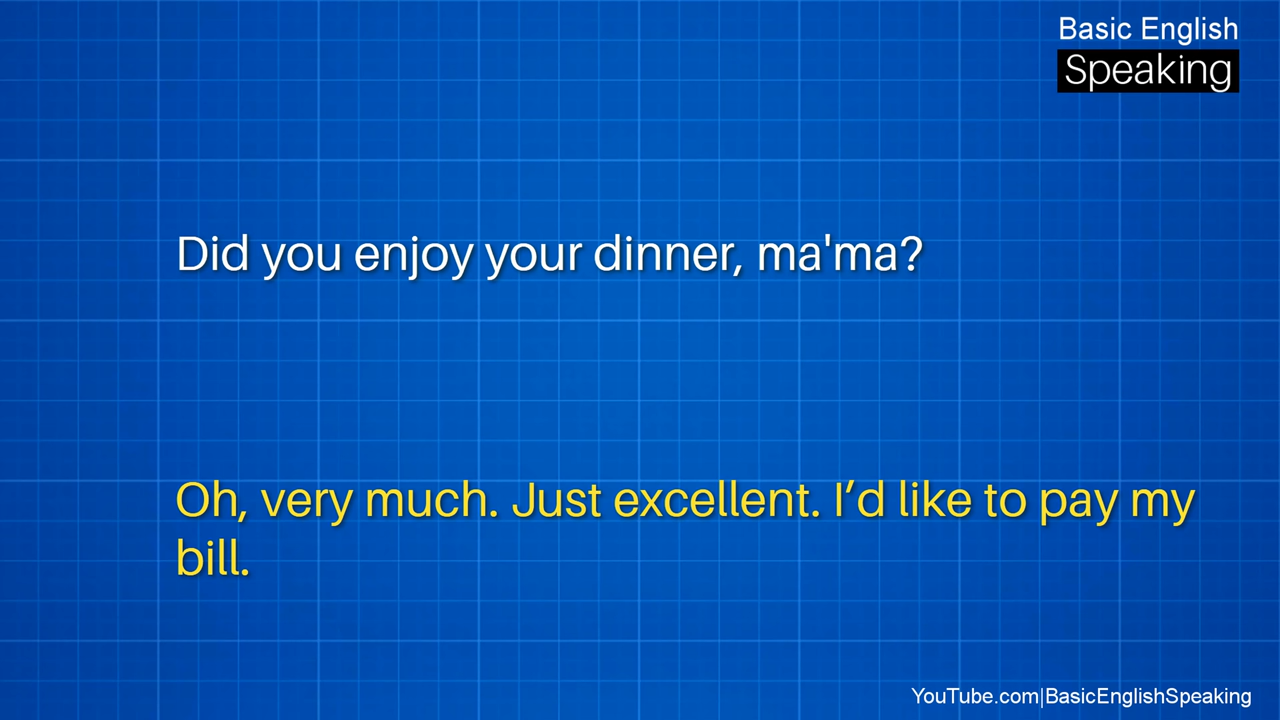 Basic English
Speaking
Did you enjoy your dinner, ma'ma?
Oh, very much. Just excellent. I’d like to pay my
bill.
YouTube.com|BasicEnglishSpeaking